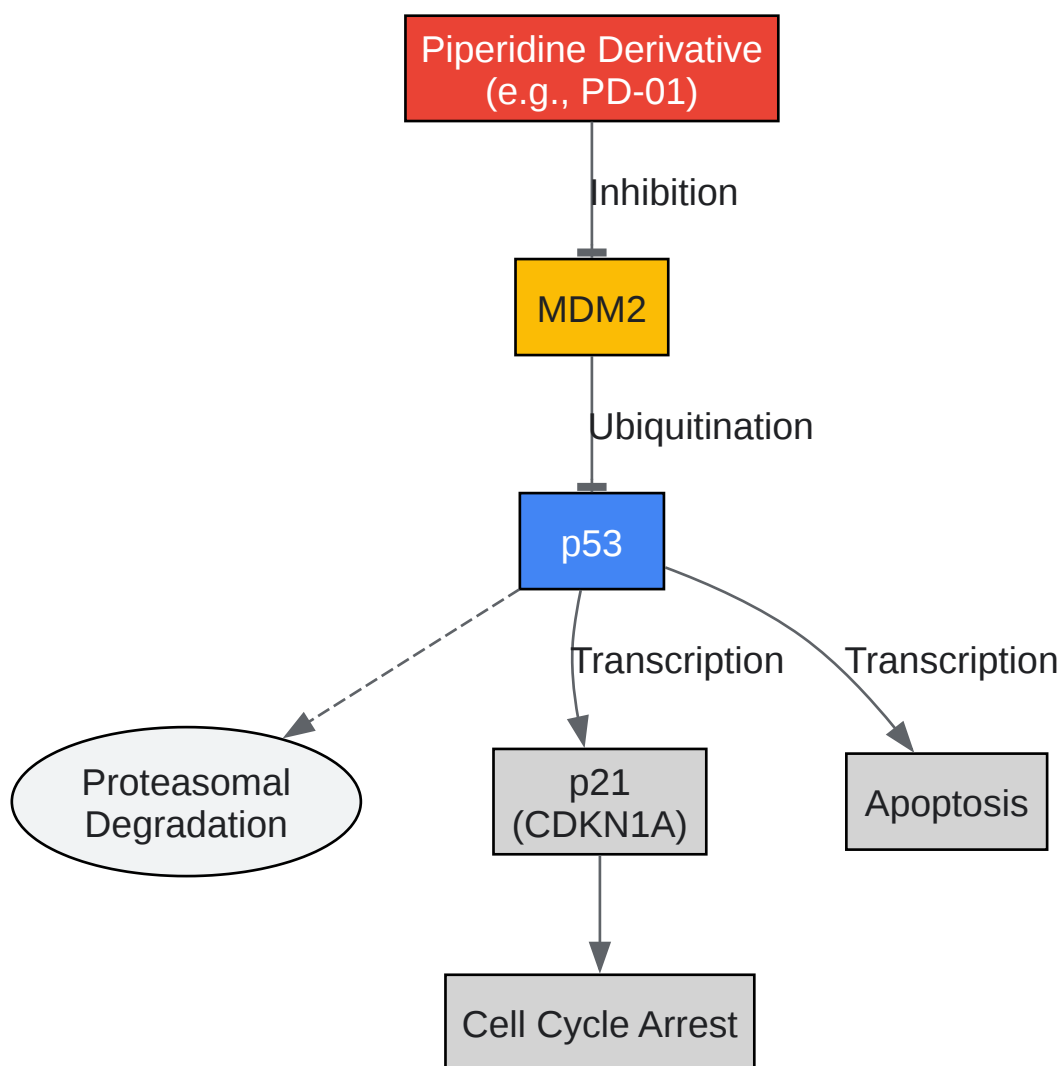 Piperidine Derivative
(e.g., PD-01)
Inhibition
MDM2
Ubiquitination
p53
Transcription
Transcription
Proteasomal
Degradation
p21
(CDKN1A)
Apoptosis
Cell Cycle Arrest